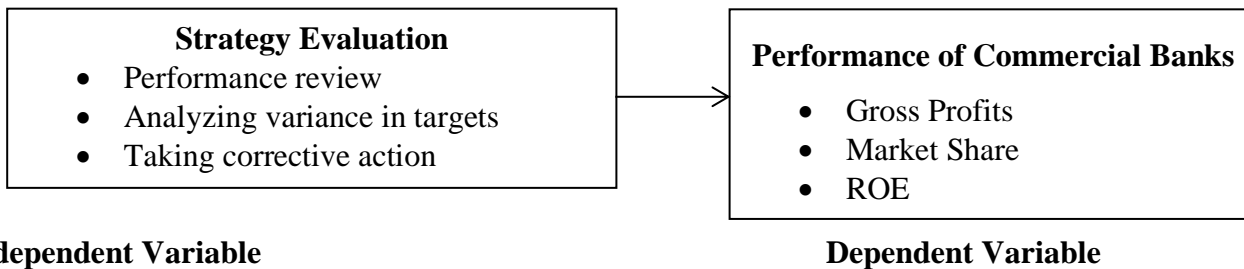 Strategy Evaluation
• Performance review
• Analyzing variance in targets
• Taking corrective action
Performance of Commercial Banks
• Gross Profits
• Market Share
• ROE
dependent Variable
Dependent Variable